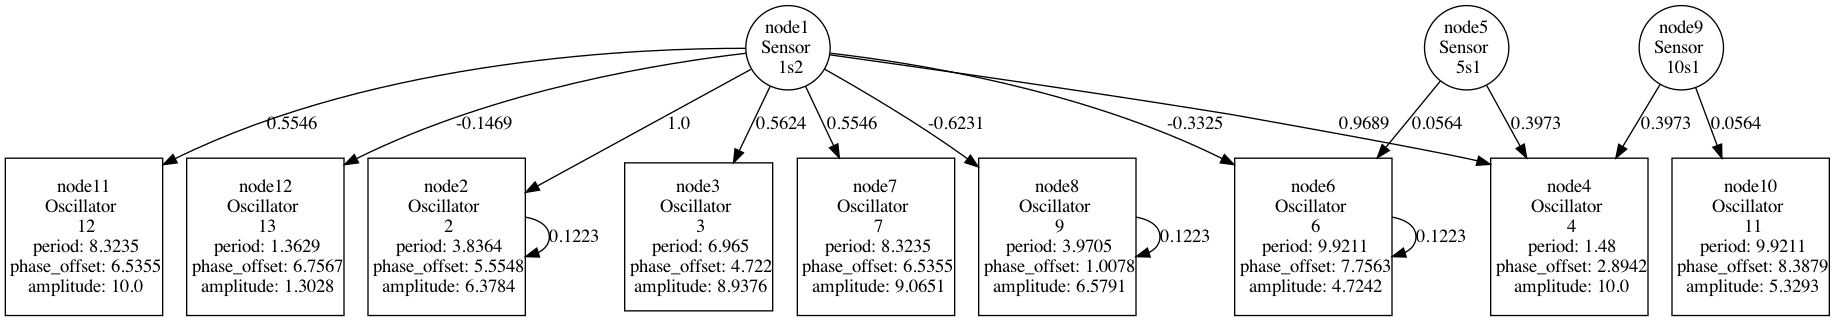 node1
Sensor
1s2
node5
Sensor
5s1
node9
Sensor
10s1
0.5546
-0.1469
1.0
0.5624
0.5546
-0.6231
-0.3325
0.9689
0.0564
0.3973
0.3973
0.0564
node11
Oscillator
12
period: 8.3235
phase_offset: 6.5355
amplitude: 10.0
node12
Oscillator
13
period: 1.3629
phase_offset: 6.7567
amplitude: 1.3028
node2
Oscillator
2
period: 3.8364
phase_offset: 5.5548
amplitude: 6.3784
0.1223
node3
Oscillator
3
period: 6.965
phase_offset: 4.722
amplitude: 8.9376
node7
Oscillator
7
period: 8.3235
phase_offset: 6.5355
amplitude: 9.0651
node8
Oscillator
9
period: 3.9705
phase_offset: 1.0078
amplitude: 6.5791
0.1223
node6
Oscillator
6
period: 9.9211
phase_offset: 7.7563
amplitude: 4.7242
0.1223
node4
Oscillator
4
period: 1.48
phase_offset: 2.8942
amplitude: 10.0
node10
Oscillator
11
period: 9.9211
phase_offset: 8.3879
amplitude: 5.3293